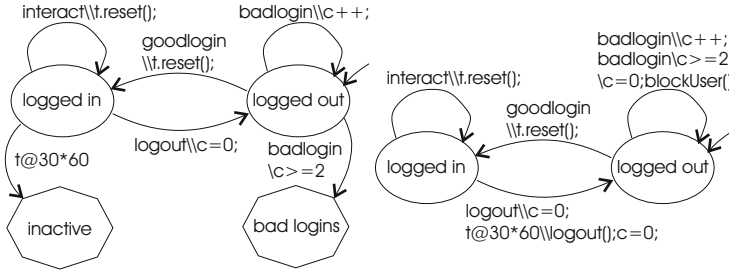 interact\\t.reset();
badlogin\\c++;
goodlogin
\\t.reset();
logged in
logged out
logout\\c=0;
t@30*60
badlogin
\c>=2
inactive
bad logins
badlogin\\c++;
badlogin\c>=2
\c=0;blockUser()
interact\\t.reset();
goodlogin
\\t.reset();
logged in
logged out
logout\\c=0;
t@30*60\\logout();c=0;